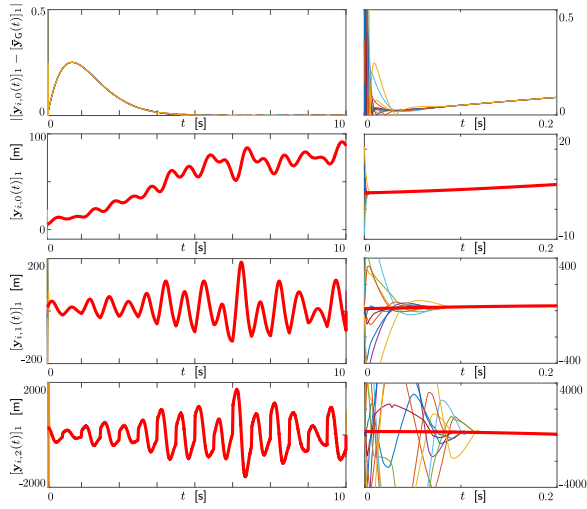 0.5 0.5
|[y_{i,0}(t)]_1 − [ȳ_G(t)]_1|
0 0
0 t [s] 10 0 t [s] 0.2
100 20
[y_{i,0}(t)]_1 [m]
0 -10
0 t [s] 10 0 t [s] 0.2
200 400
[y_{i,1}(t)]_1 [m]
-200 -400
0 t [s] 10 0 t [s] 0.2
2000 4000
[y_{i,2}(t)]_1 [m]
-2000 -4000
0 t [s] 10 0 t [s] 0.2